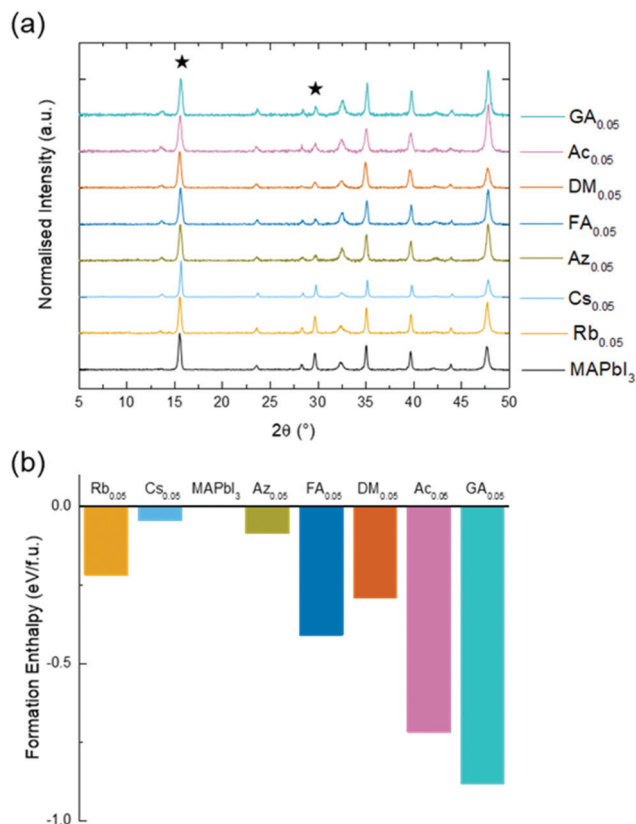 (a)
★
★
Normalised Intensity (a.u.)
GA0.05
Ac0.05
DM0.05
FA0.05
Az0.05
Cs0.05
Rb0.05
MAPbI3
5 10 15 20 25 30 35 40 45 50
2θ (°)
(b)
Rb0.05 Cs0.05 MAPbI3 Az0.05 FA0.05 DM0.05 Ac0.05 GA0.05
0.0
-0.5
-1.0
Formation Enthalpy (eV/f.u.)